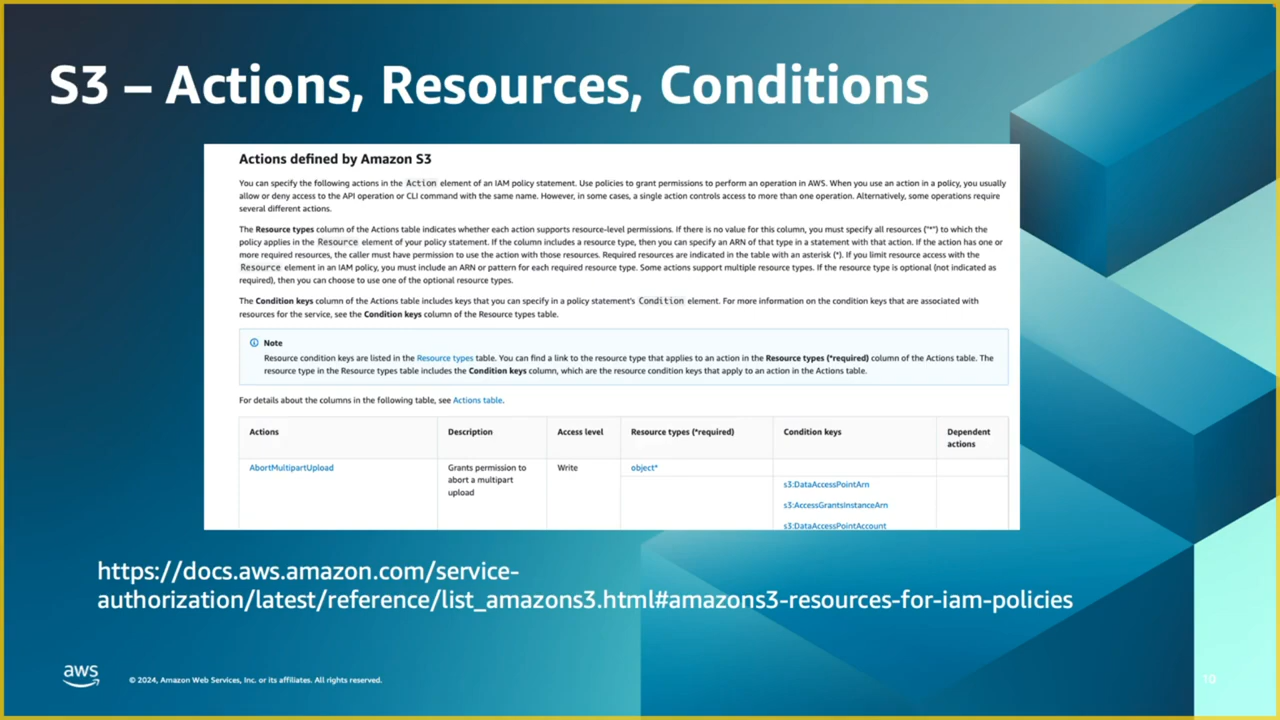 S3 – Actions, Resources, Conditions
Actions defined by Amazon S3
You can specify the following actions in the Action element of an IAM policy statement. Use policies to grant permissions to perform an operation in AWS. When you use an action in a policy, you usually
allow or deny access to the API operation or CLI command with the same name. However, in some cases, a single action controls access to more than one operation. Alternatively, some operations require
several different actions.
The Resource types column of the Actions table indicates whether each action supports resource-level permissions. If there is no value for this column, you must specify all resources ("*") to which the
policy applies in the Resource element of your policy statement. If the column includes a resource type, then you can specify an ARN of that type in a statement with that action. If the action has one or
more required resources, the caller must have permission to use the action with those resources. Required resources are indicated in the table with an asterisk (*). If you limit resource access with the
Resource element in an IAM policy, you must include an ARN or pattern for each required resource type. Some actions support multiple resource types. If the resource type is optional (not indicated as
required), then you can choose to use one of the optional resource types.
The Condition keys column of the Actions table includes keys that you can specify in a policy statement's Condition element. For more information on the condition keys that are associated with
resources for the service, see the Condition keys column of the Resource types table.
Note
Resource condition keys are listed in the Resource types table. You can find a link to the resource type that applies to an action in the Resource types (*required) column of the Actions table. The
resource type in the Resource types table includes the Condition keys column, which are the resource condition keys that apply to an action in the Actions table.
For details about the columns in the following table, see Actions table.
Actions Description Access level Resource types (*required) Condition keys Dependent
actions
AbortMultipartUpload Grants permission to Write object*
abort a multipart s3:DataAccessPointArn
upload
s3:AccessGrantsInstanceArn
s3:DataAccessPointAccount
https://docs.aws.amazon.com/service-
authorization/latest/reference/list_amazons3.html#amazons3-resources-for-iam-policies
aws
© 2024, Amazon Web Services, Inc. or its affiliates. All rights reserved.
10